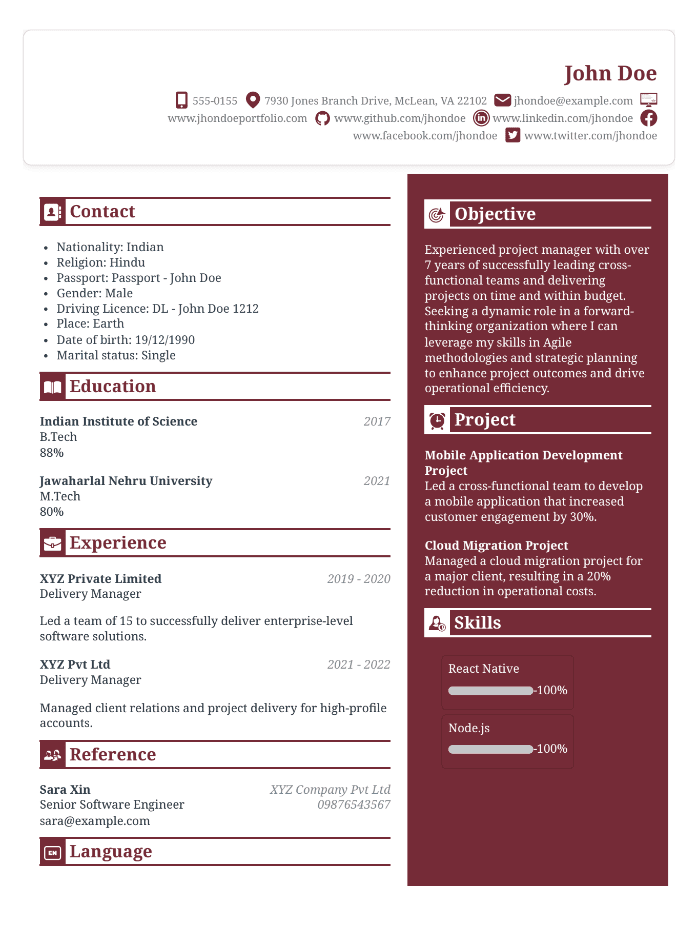 John Doe
555-0155 7930 Jones Branch Drive, McLean, VA 22102 jhondoe@example.com
www.jhondoeportfolio.com www.github.com/jhondoe www.linkedin.com/jhondoe
www.facebook.com/jhondoe www.twitter.com/jhondoe
Contact
• Nationality: Indian
• Religion: Hindu
• Passport: Passport - John Doe
• Gender: Male
• Driving Licence: DL - John Doe 1212
• Place: Earth
• Date of birth: 19/12/1990
• Marital status: Single
Education
Indian Institute of Science 2017
B.Tech
88%
Jawaharlal Nehru University 2021
M.Tech
80%
Experience
XYZ Private Limited 2019 - 2020
Delivery Manager
Led a team of 15 to successfully deliver enterprise-level
software solutions.
XYZ Pvt Ltd 2021 - 2022
Delivery Manager
Managed client relations and project delivery for high-profile
accounts.
Reference
Sara Xin XYZ Company Pvt Ltd
Senior Software Engineer 09876543567
sara@example.com
EN Language
Objective
Experienced project manager with over
7 years of successfully leading cross-
functional teams and delivering
projects on time and within budget.
Seeking a dynamic role in a forward-
thinking organization where I can
leverage my skills in Agile
methodologies and strategic planning
to enhance project outcomes and drive
operational efficiency.
Project
Mobile Application Development
Project
Led a cross-functional team to develop
a mobile application that increased
customer engagement by 30%.
Cloud Migration Project
Managed a cloud migration project for
a major client, resulting in a 20%
reduction in operational costs.
Skills
React Native
-100%
Node.js
-100%